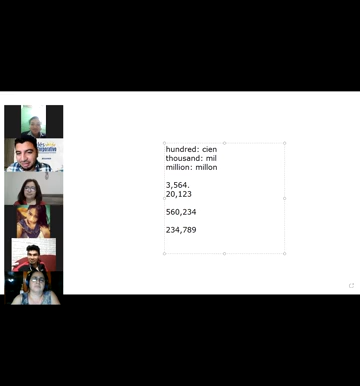 hundred: cien
thousand: mil
million: millon
3,564.
20,123
560,234
234,789